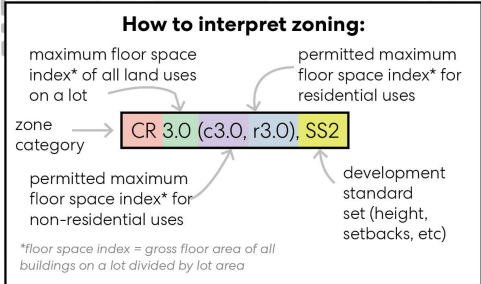 How to interpret zoning:
maximum floor space
index* of all land uses
on a lot
permitted maximum
floor space index* for
residential uses
zone
category
CR 3.0 (c3.0, r3.0), SS2
permitted maximum
floor space index* for
non-residential uses
development
standard
set (height,
setbacks, etc)
*floor space index = gross floor area of all
buildings on a lot divided by lot area